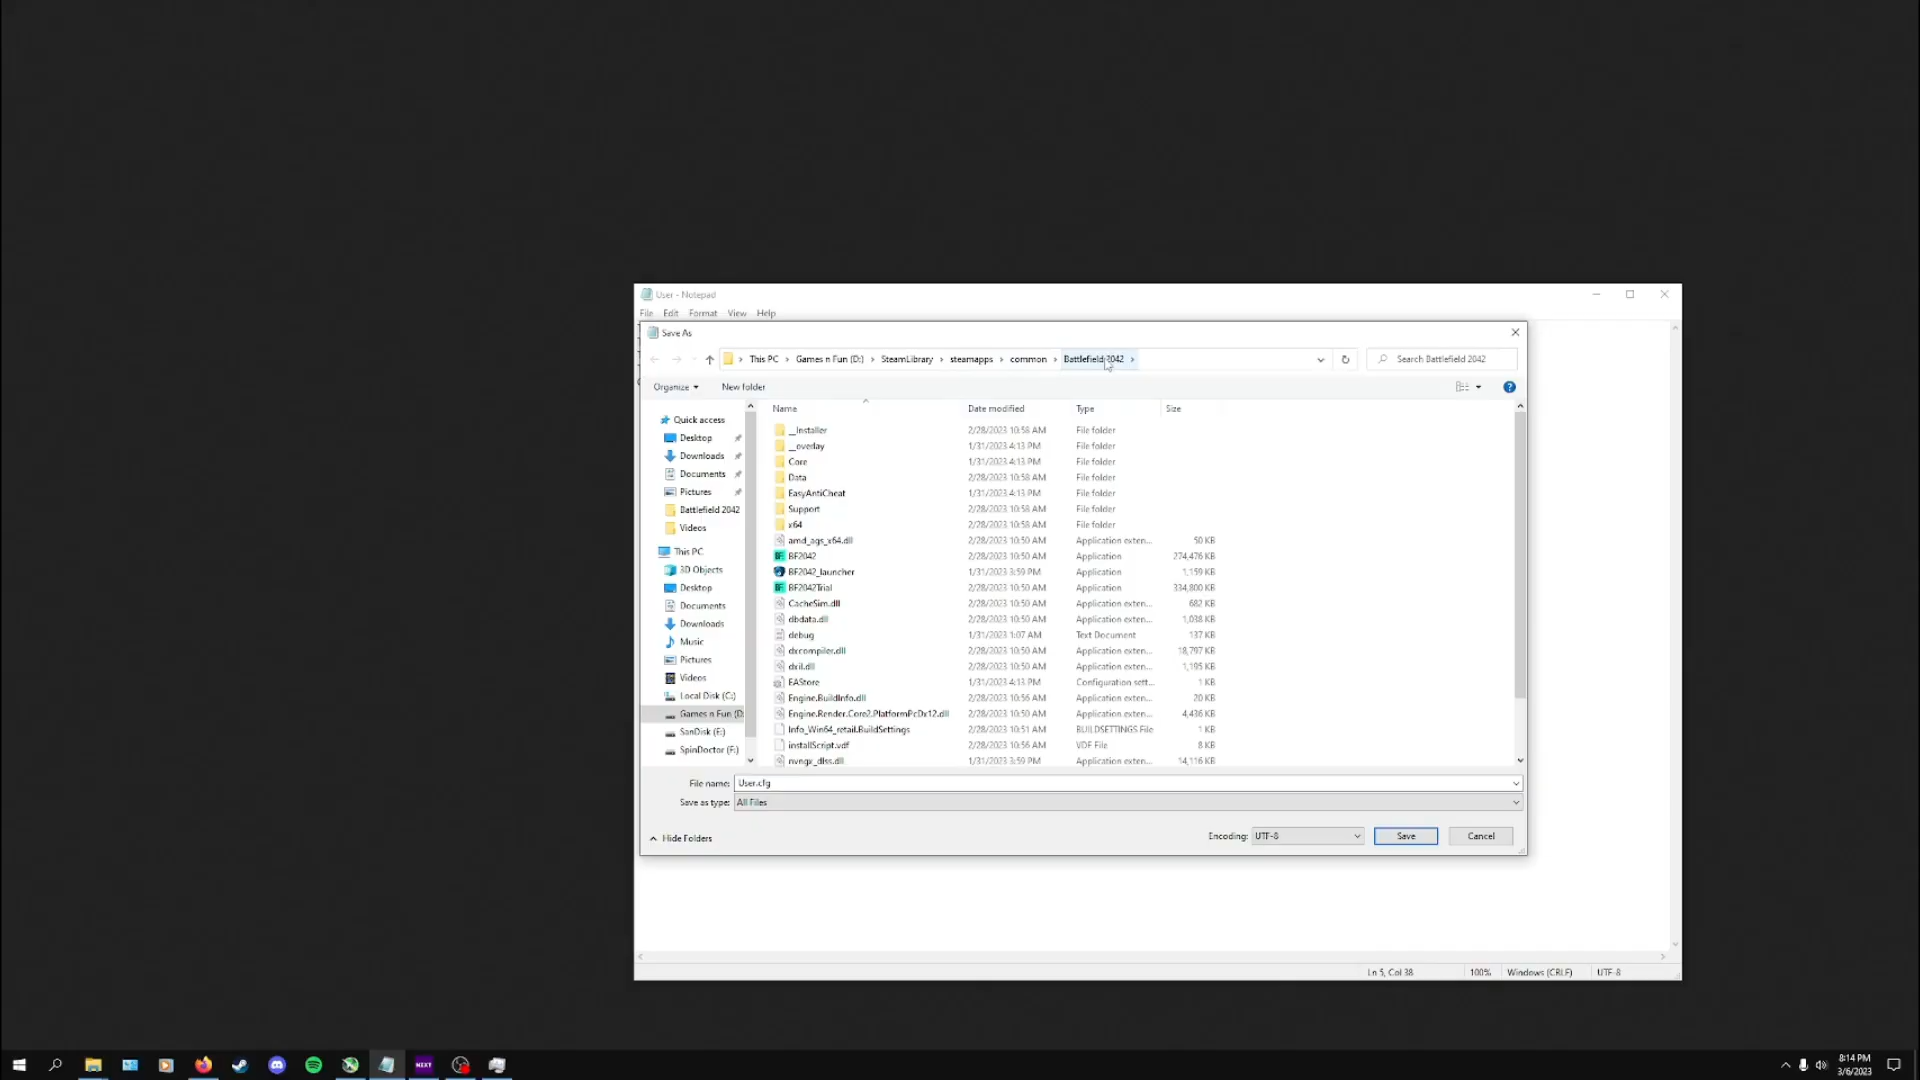 User - Notepad
File Edit Format View Help
Save As
This PC › Games n Fun (D:) › SteamLibrary › steamapps › common › Battlefield 2042 ›
Search Battlefield 2042
Organize New folder
Name Date modified Type Size
Quick access
Desktop
Downloads
Documents
Pictures
Battlefield 2042
Videos
This PC
3D Objects
Desktop
Documents
Downloads
Music
Pictures
Videos
Local Disk (C:)
Games n Fun (D:
SanDisk (E:)
SpinDoctor (F:)
__Installer 2/28/2023 10:58 AM File folder
__overlay 1/31/2023 4:13 PM File folder
Core 1/31/2023 4:13 PM File folder
Data 2/28/2023 10:58 AM File folder
EasyAntiCheat 1/31/2023 4:13 PM File folder
Support 2/28/2023 10:58 AM File folder
x64 2/28/2023 10:58 AM File folder
amd_ags_x64.dll 2/28/2023 10:50 AM Application exten... 50 KB
BF2042 2/28/2023 10:50 AM Application 274,476 KB
BF2042_launcher 1/31/2023 3:59 PM Application 1,159 KB
BF2042Trial 2/28/2023 10:50 AM Application 334,800 KB
CacheSim.dll 2/28/2023 10:50 AM Application exten... 682 KB
dbdata.dll 2/28/2023 10:50 AM Application exten... 1,038 KB
debug 1/31/2023 1:07 AM Text Document 137 KB
dxcompiler.dll 2/28/2023 10:50 AM Application exten... 18,797 KB
dxil.dll 2/28/2023 10:50 AM Application exten... 1,195 KB
EAStore 1/31/2023 4:13 PM Configuration sett... 1 KB
Engine.BuildInfo.dll 2/28/2023 10:56 AM Application exten... 20 KB
Engine.Render.Core2.PlatformPcDx12.dll 2/28/2023 10:50 AM Application exten... 4,436 KB
Info_Win64_retail.BuildSettings 2/28/2023 10:51 AM BUILDSETTINGS File 1 KB
installScript.vdf 2/28/2023 10:56 AM VDF File 8 KB
nvngx_dlss.dll 1/31/2023 3:59 PM Application exten... 14,116 KB
File name: User.cfg
Save as type: All Files
Hide Folders Encoding: UTF-8 Save Cancel
Ln 5, Col 38 100% Windows (CRLF) UTF-8
NEXT
8:14 PM
3/6/2023